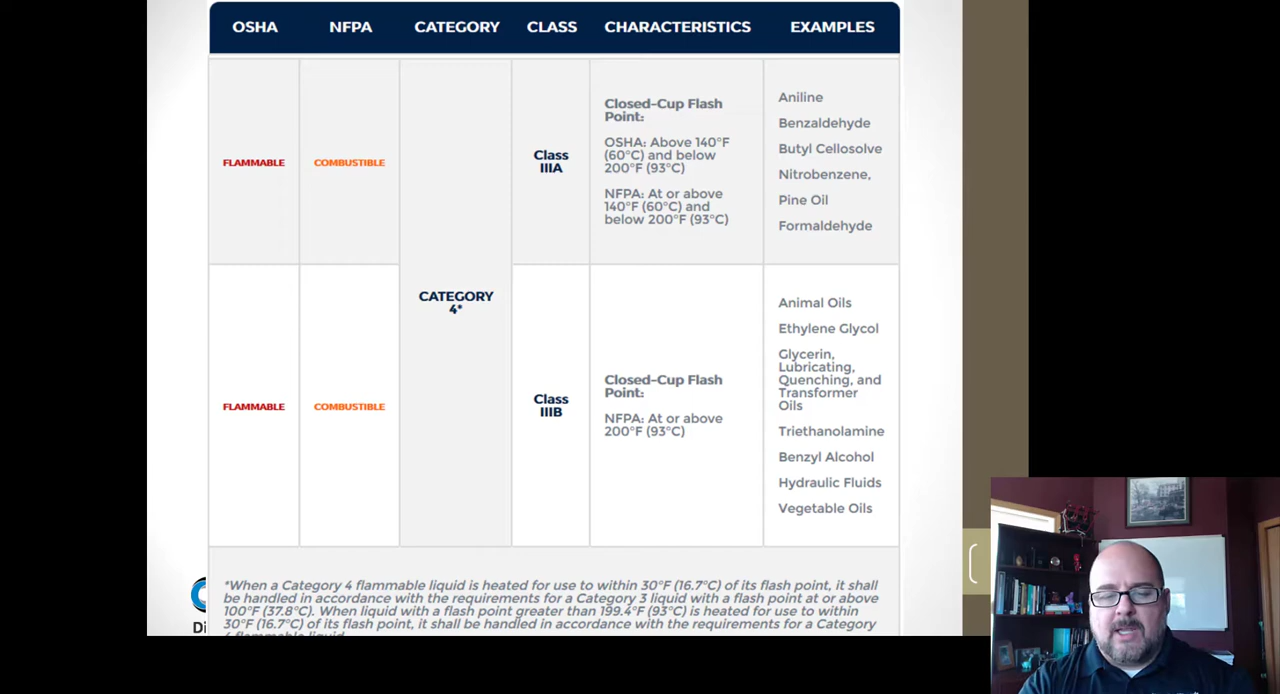 OSHA NFPA CATEGORY CLASS CHARACTERISTICS EXAMPLES
FLAMMABLE
COMBUSTIBLE
CATEGORY
4*
Class
IIIA
Closed-Cup Flash
Point:
OSHA: Above 140°F
(60°C) and below
200°F (93°C)
NFPA: At or above
140°F (60°C) and
below 200°F (93°C)
Aniline
Benzaldehyde
Butyl Cellosolve
Nitrobenzene,
Pine Oil
Formaldehyde
FLAMMABLE
COMBUSTIBLE
Class
IIIB
Closed-Cup Flash
Point:
NFPA: At or above
200°F (93°C)
Animal Oils
Ethylene Glycol
Glycerin,
Lubricating,
Quenching, and
Transformer
Oils
Triethanolamine
Benzyl Alcohol
Hydraulic Fluids
Vegetable Oils
*When a Category 4 flammable liquid is heated for use to within 30°F (16.7°C) of its flash point, it shall
be handled in accordance with the requirements for a Category 3 liquid with a flash point at or above
100°F (37.8°C). When liquid with a flash point greater than 199.4°F (93°C) is heated for use to within
30°F (16.7°C) of its flash point, it shall be handled in accordance with the requirements for a Category
4 flammable liquid
Di